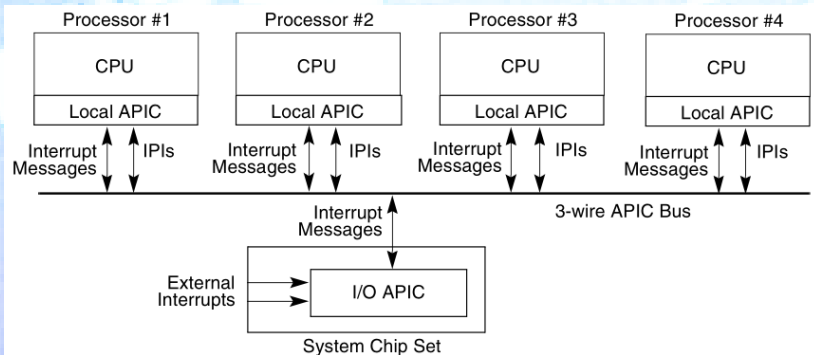 Processor #1
Processor #2
Processor #3
Processor #4
CPU
CPU
CPU
CPU
Local APIC
Local APIC
Local APIC
Local APIC
Interrupt
Messages
IPIs
Interrupt
Messages
IPIs
Interrupt
Messages
IPIs
Interrupt
Messages
IPIs
Interrupt
Messages
3-wire APIC Bus
External
Interrupts
I/O APIC
System Chip Set